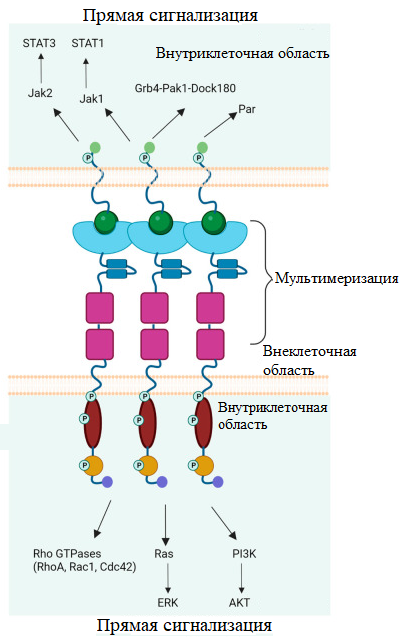 Прямая сигнализация
STAT3
STAT1
Внутриклеточная область
Jak2
Jak1
Grb4-Pak1-Dock180
Par
P
P
P
Мультимеризация
Внеклеточная
область
P
P
P
Внутриклеточная
область
P
P
P
P
P
P
Rho GTPases
(RhoA, Rac1, Cdc42)
Ras
PI3K
ERK
AKT
Прямая сигнализация